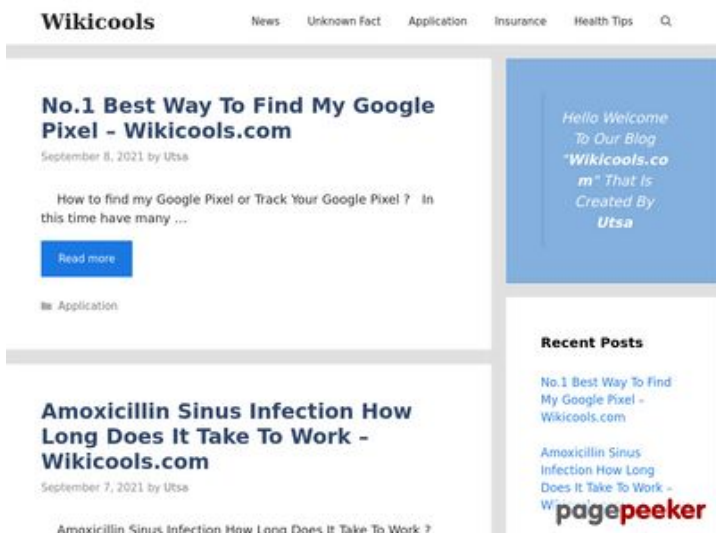 Wikicools
News Unknown Fact Application Insurance Health Tips
No.1 Best Way To Find My Google
Pixel – Wikicools.com
September 8, 2021 by Utsa
How to find my Google Pixel or Track Your Google Pixel ? In
this time have many ...
Read more
Application
Amoxicillin Sinus Infection How
Long Does It Take To Work –
Wikicools.com
September 7, 2021 by Utsa
Amoxicillin Sinus Infection How Long Does It Take To Work ?
Hello Welcome
To Our Blog
"Wikicools.co
m" That Is
Created By
Utsa
Recent Posts
No.1 Best Way To Find
My Google Pixel –
Wikicools.com
Amoxicillin Sinus
Infection How Long
Does It Take To Work –
pagepeeker